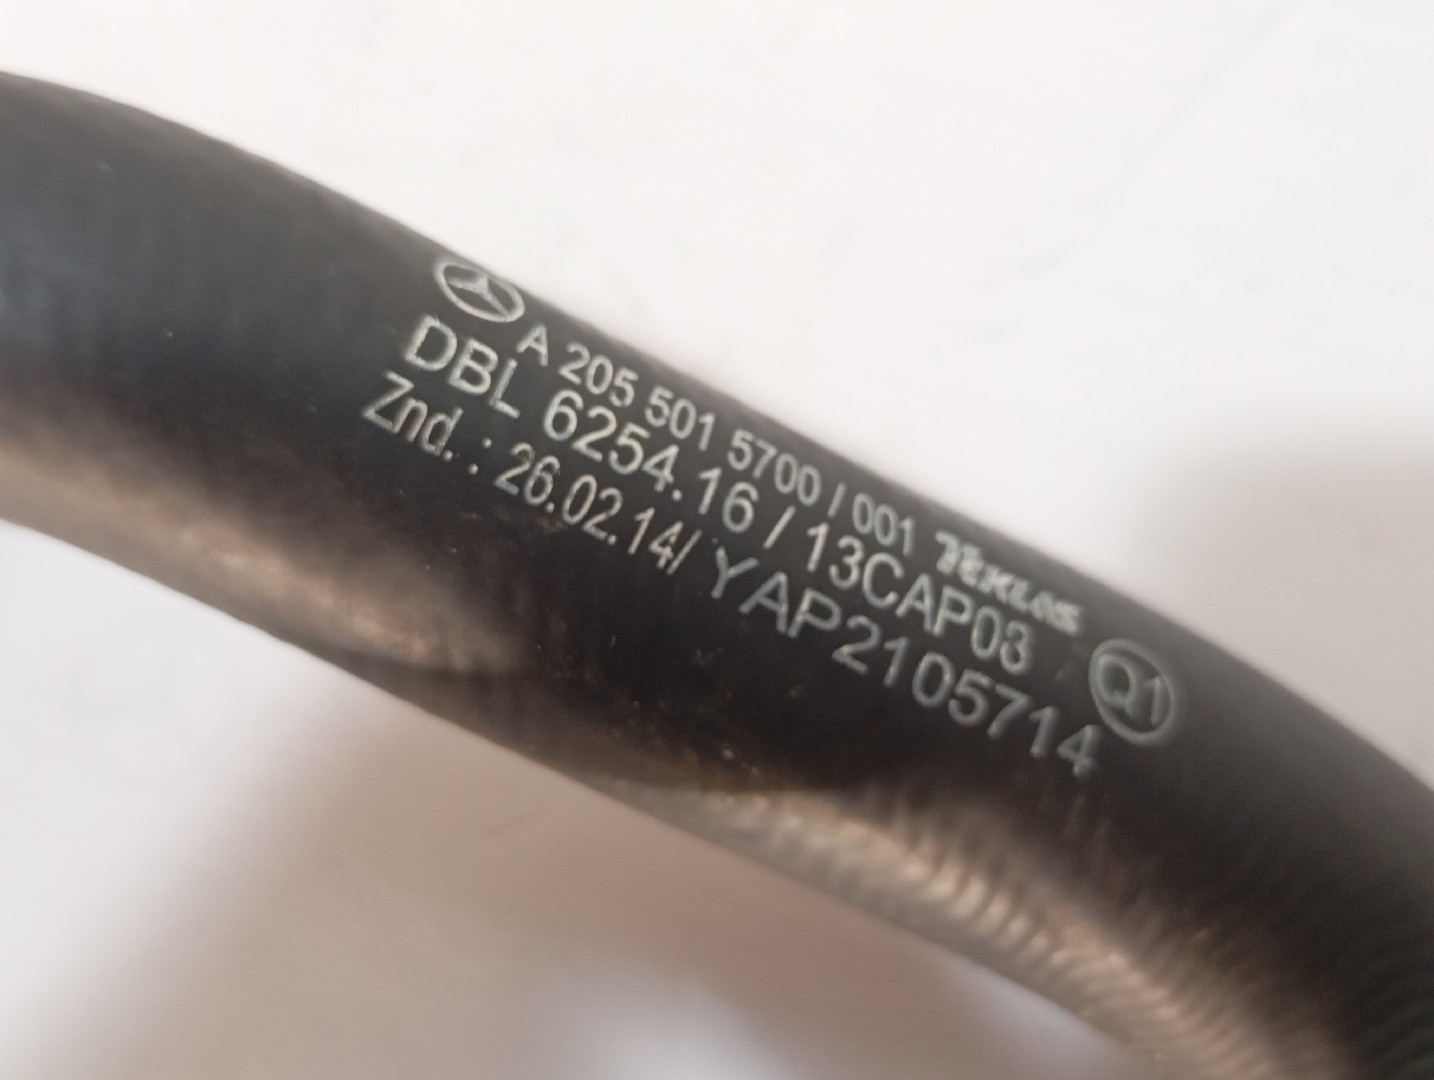 A 205 501 5700 / 001 TEKLAS
DBL 6254.16 / 13CAP03
Znd. : 26.02.14/ YAP2105714
Q1